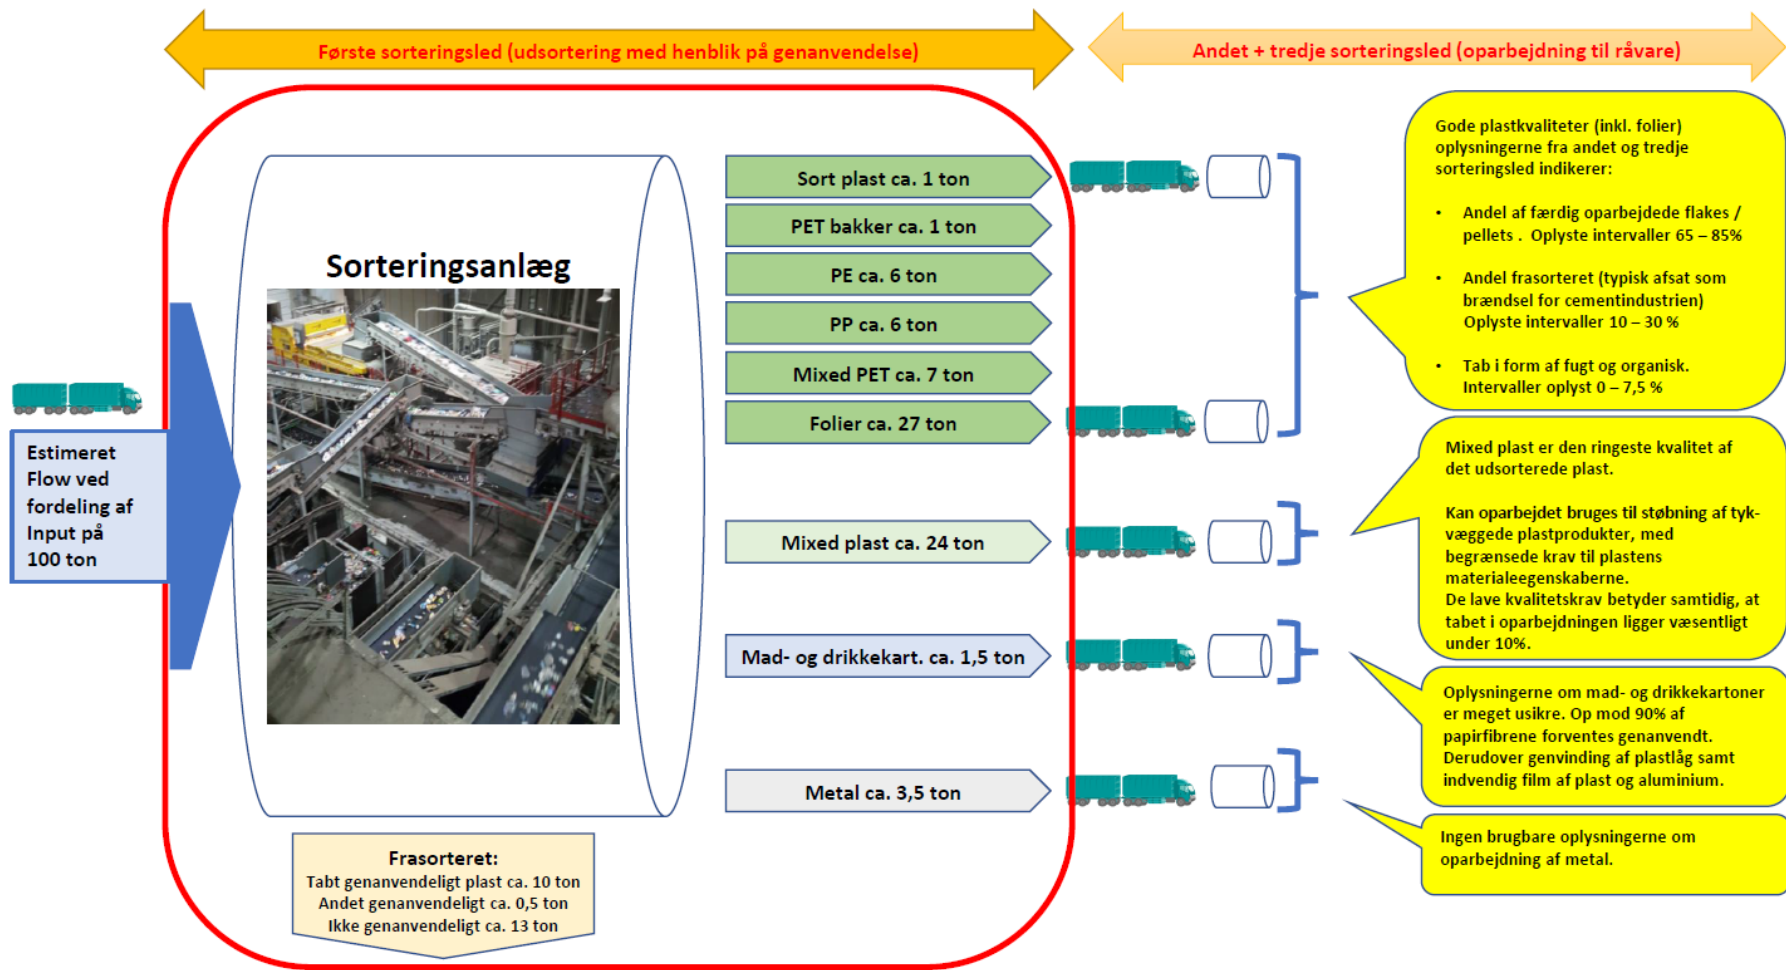 Første sorteringsled (udsortering med henblik på genanvendelse)
Andet + tredje sorteringsled (oparbejdning til råvare)
Estimeret
Flow ved
fordeling af
Input på
100 ton
Sorteringsanlæg
Sort plast ca. 1 ton
PET bakker ca. 1 ton
PE ca. 6 ton
PP ca. 6 ton
Mixed PET ca. 7 ton
Folier ca. 27 ton
Mixed plast ca. 24 ton
Mad- og drikkekart. ca. 1,5 ton
Metal ca. 3,5 ton
Frasorteret:
Tabt genanvendeligt plast ca. 10 ton
Andet genanvendeligt ca. 0,5 ton
Ikke genanvendeligt ca. 13 ton
Gode plastkvaliteter (inkl. folier)
oplysningerne fra andet og tredje
sorteringsled indikerer:
• Andel af færdig oparbejdede flakes /
pellets . Oplyste intervaller 65 – 85%
• Andel frasorteret (typisk afsat som
brændsel for cementindustrien)
Oplyste intervaller 10 – 30 %
• Tab i form af fugt og organisk.
Intervaller oplyst 0 – 7,5 %
Mixed plast er den ringeste kvalitet af
det udsorterede plast.
Kan oparbejdet bruges til støbning af tyk-
væggede plastprodukter, med
begrænsede krav til plastens
materialeegenskaberne.
De lave kvalitetskrav betyder samtidig, at
tabet i oparbejdningen ligger væsentligt
under 10%.
Oplysningerne om mad- og drikkekartoner
er meget usikre. Op mod 90% af
papirfibrene forventes genanvendt.
Derudover genvinding af plastlåg samt
indvendig film af plast og aluminium.
Ingen brugbare oplysningerne om
oparbejdning af metal.